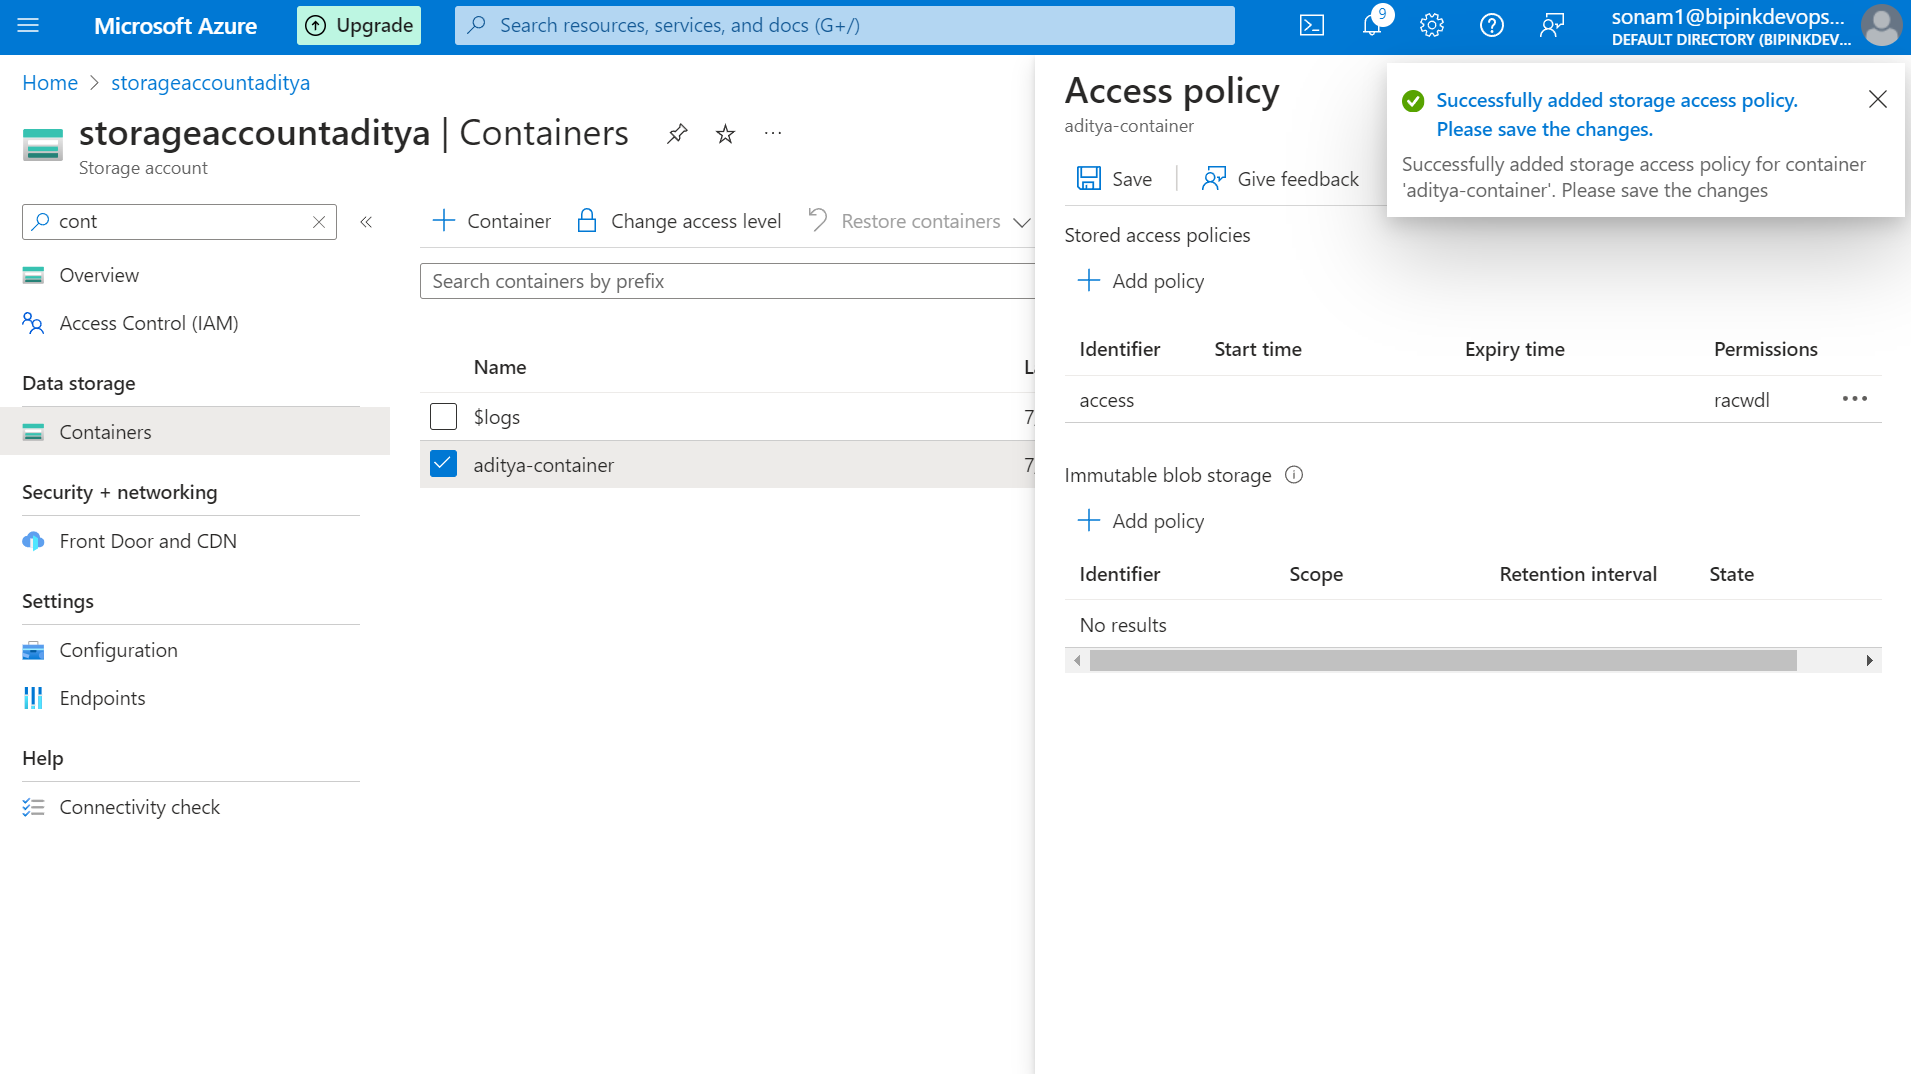 Microsoft Azure
Upgrade
Search resources, services, and docs (G+/)
9
sonam1@bipinkdevops...
DEFAULT DIRECTORY (BIPINKDEV...
Home > storageaccountaditya
storageaccountaditya | Containers
Storage account
cont
Overview
Access Control (IAM)
Data storage
Containers
Security + networking
Front Door and CDN
Settings
Configuration
Endpoints
Help
Connectivity check
Container
Change access level
Restore containers
Search containers by prefix
Name
$logs
aditya-container
Access policy
aditya-container
Save
Give feedback
Successfully added storage access policy.
Please save the changes.
Successfully added storage access policy for container
'aditya-container'. Please save the changes
Stored access policies
Add policy
Identifier Start time Expiry time Permissions
access racwdl
Immutable blob storage
Add policy
Identifier Scope Retention interval State
No results